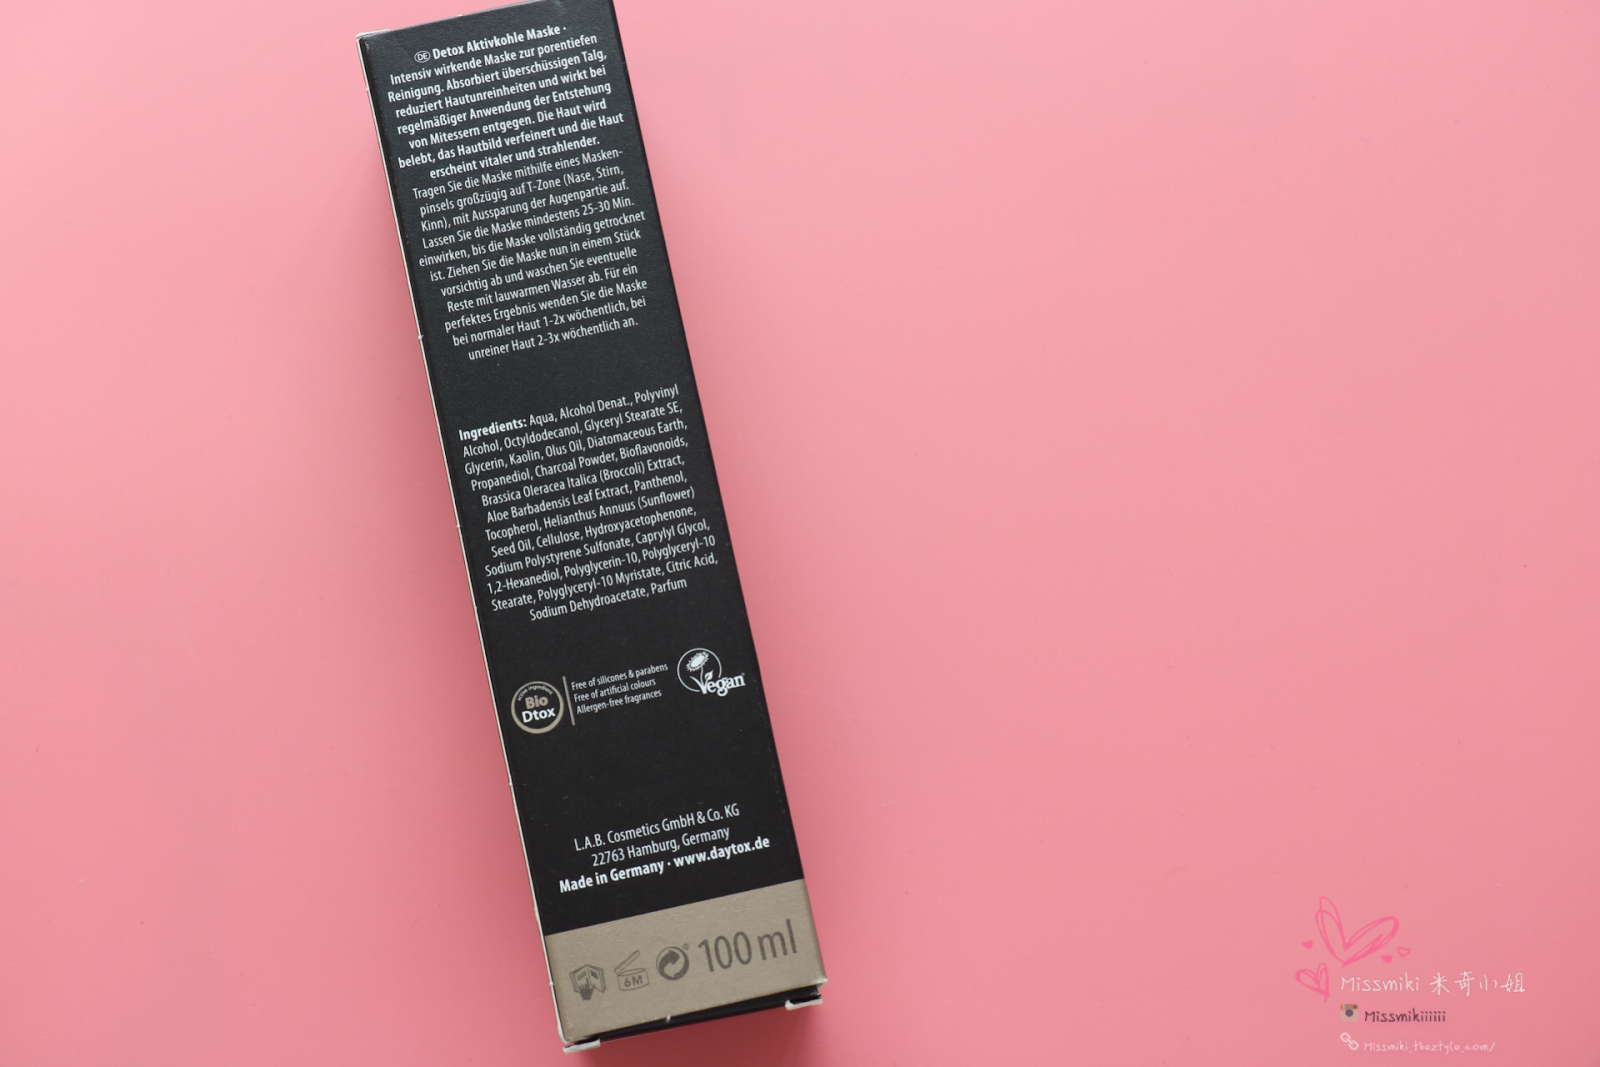 DE Detox Aktivkohle Maske ·
Intensiv wirkende Maske zur porentiefen
Reinigung. Absorbiert überschüssigen Talg,
reduziert Hautunreinheiten und wirkt bei
regelmäßiger Anwendung der Entstehung
von Mitessern entgegen. Die Haut wird
belebt, das Hautbild verfeinert und die Haut
erscheint vitaler und strahlender.
Tragen Sie die Maske mithilfe eines Masken-
pinsels großzügig auf T-Zone (Nase, Stirn,
Kinn), mit Aussparung der Augenpartie auf.
Lassen Sie die Maske mindestens 25-30 Min.
einwirken, bis die Maske vollständig getrocknet
ist. Ziehen Sie die Maske nun in einem Stück
vorsichtig ab und waschen Sie eventuelle
Reste mit lauwarmen Wasser ab. Für ein
perfektes Ergebnis wenden Sie die Maske
bei normaler Haut 1-2x wöchentlich, bei
unreiner Haut 2-3x wöchentlich an.
Ingredients: Aqua, Alcohol Denat., Polyvinyl
Alcohol, Octyldodecanol, Glyceryl Stearate SE,
Glycerin, Kaolin, Olus Oil, Diatomaceous Earth,
Propanediol, Charcoal Powder, Bioflavonoids,
Brassica Oleracea Italica (Broccoli) Extract,
Aloe Barbadensis Leaf Extract, Panthenol,
Tocopherol, Helianthus Annuus (Sunflower)
Seed Oil, Cellulose, Hydroxyacetophenone,
Sodium Polystyrene Sulfonate, Caprylyl Glycol,
1,2-Hexanediol, Polyglycerin-10, Polyglyceryl-10
Stearate, Polyglyceryl-10 Myristate, Citric Acid,
Sodium Dehydroacetate, Parfum
active ingredient
Bio
Dtox
Free of silicones & parabens
Free of artificial colours
Allergen-free fragrances
Vegan
L.A.B. Cosmetics GmbH & Co. KG
22763 Hamburg, Germany
Made in Germany · www.daytox.de
6M
100 ml
Missmiki 米奇小姐
Missmikiiiiii
Missmiki.theztyle.com/